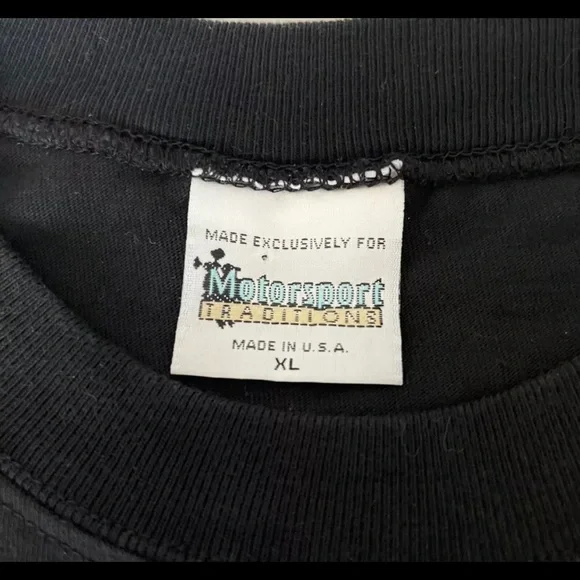 MADE EXCLUSIVELY FOR
Motorsport
TRADITIONS
MADE IN U.S.A.
XL